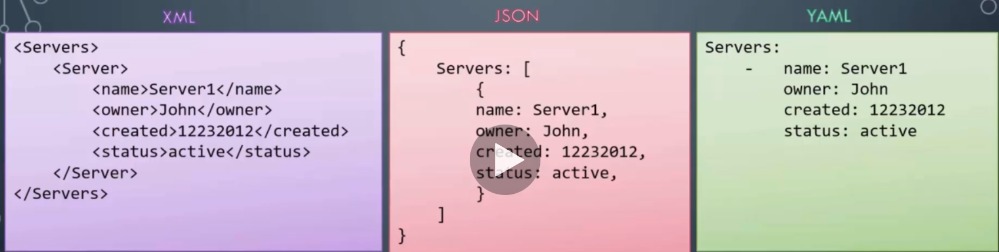 XML
<Servers>
<Server>
<name>Server1</name>
<owner>John</owner>
<created>12232012</created>
<status>active</status>
</Server>
</Servers>
JSON
{
Servers: [
{
name: Server1,
owner: John,
created: 12232012,
status: active,
}
]
}
YAML
Servers:
- name: Server1
owner: John
created: 12232012
status: active